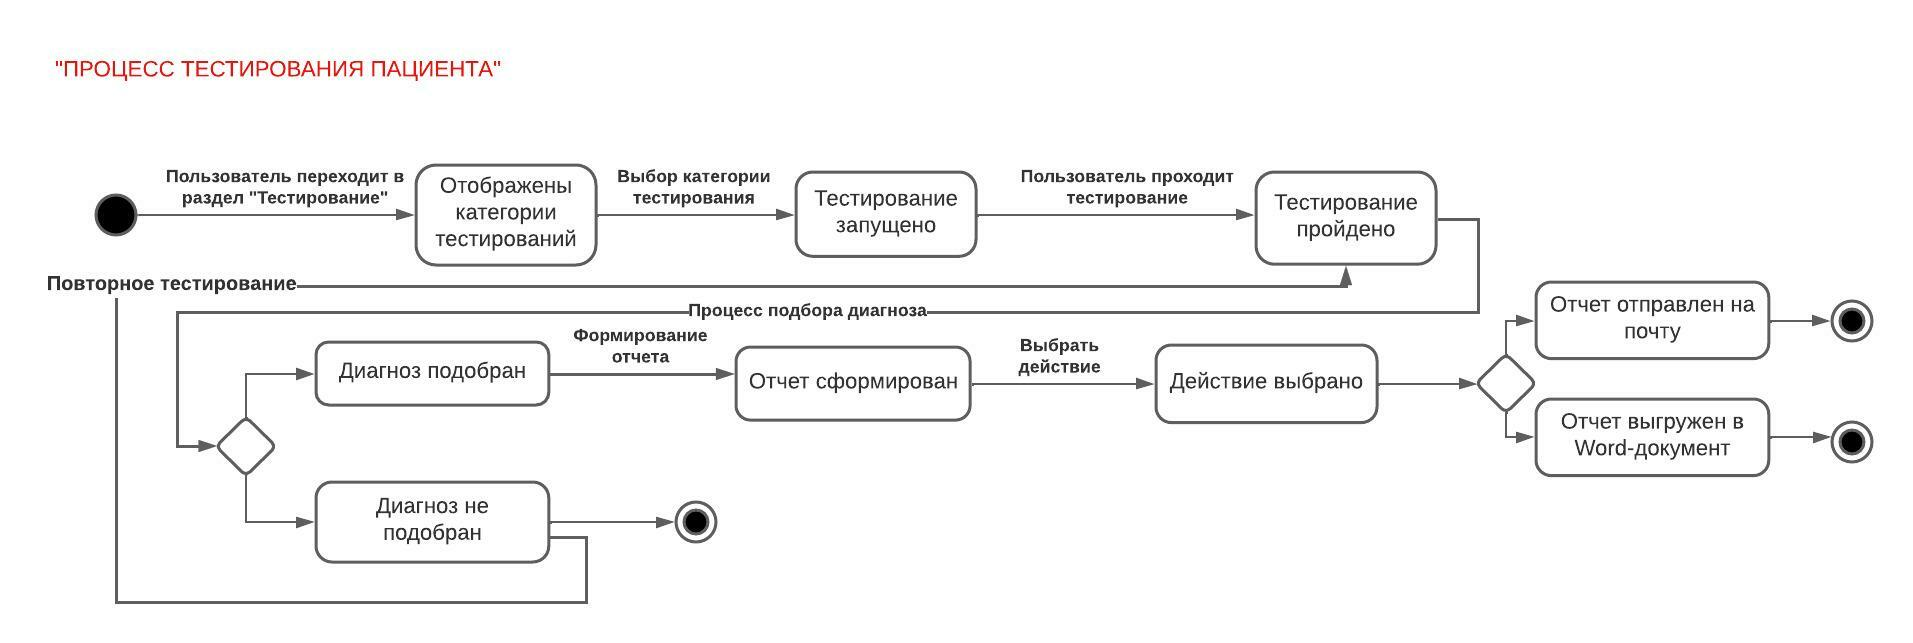 "ПРОЦЕСС ТЕСТИРОВАНИЯ ПАЦИЕНТА"
Пользователь переходит в
раздел "Тестирование"
Отображены
категории
тестирований
Выбор категории
тестирования
Тестирование
запущено
Пользователь проходит
тестирование
Тестирование
пройдено
Повторное тестирование
Процесс подбора диагноза
Диагноз подобран
Формирование
отчета
Отчет сформирован
Выбрать
действие
Действие выбрано
Отчет отправлен на
почту
Отчет выгружен в
Word-документ
Диагноз не
подобран